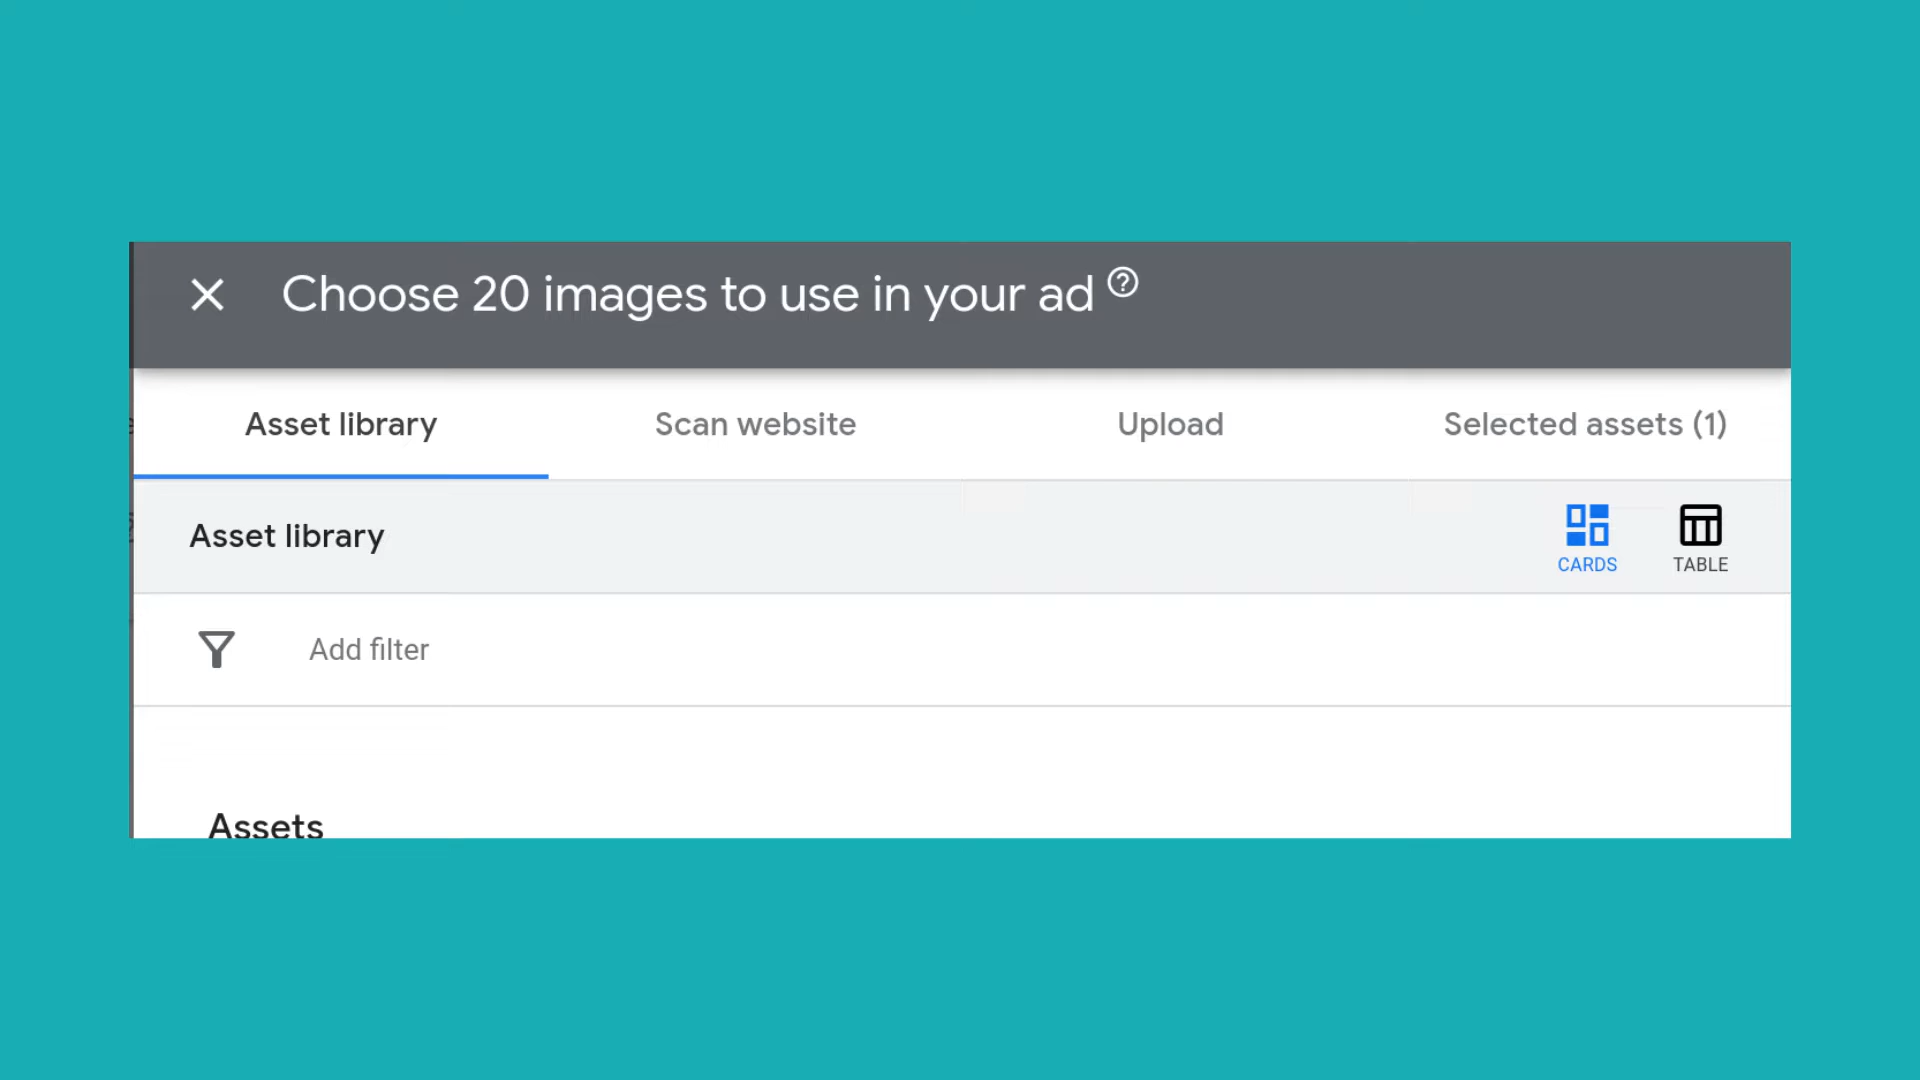 Choose 20 images to use in your ad
Asset library
Scan website
Upload
Selected assets (1)
Asset library
CARDS
TABLE
Add filter
Assets